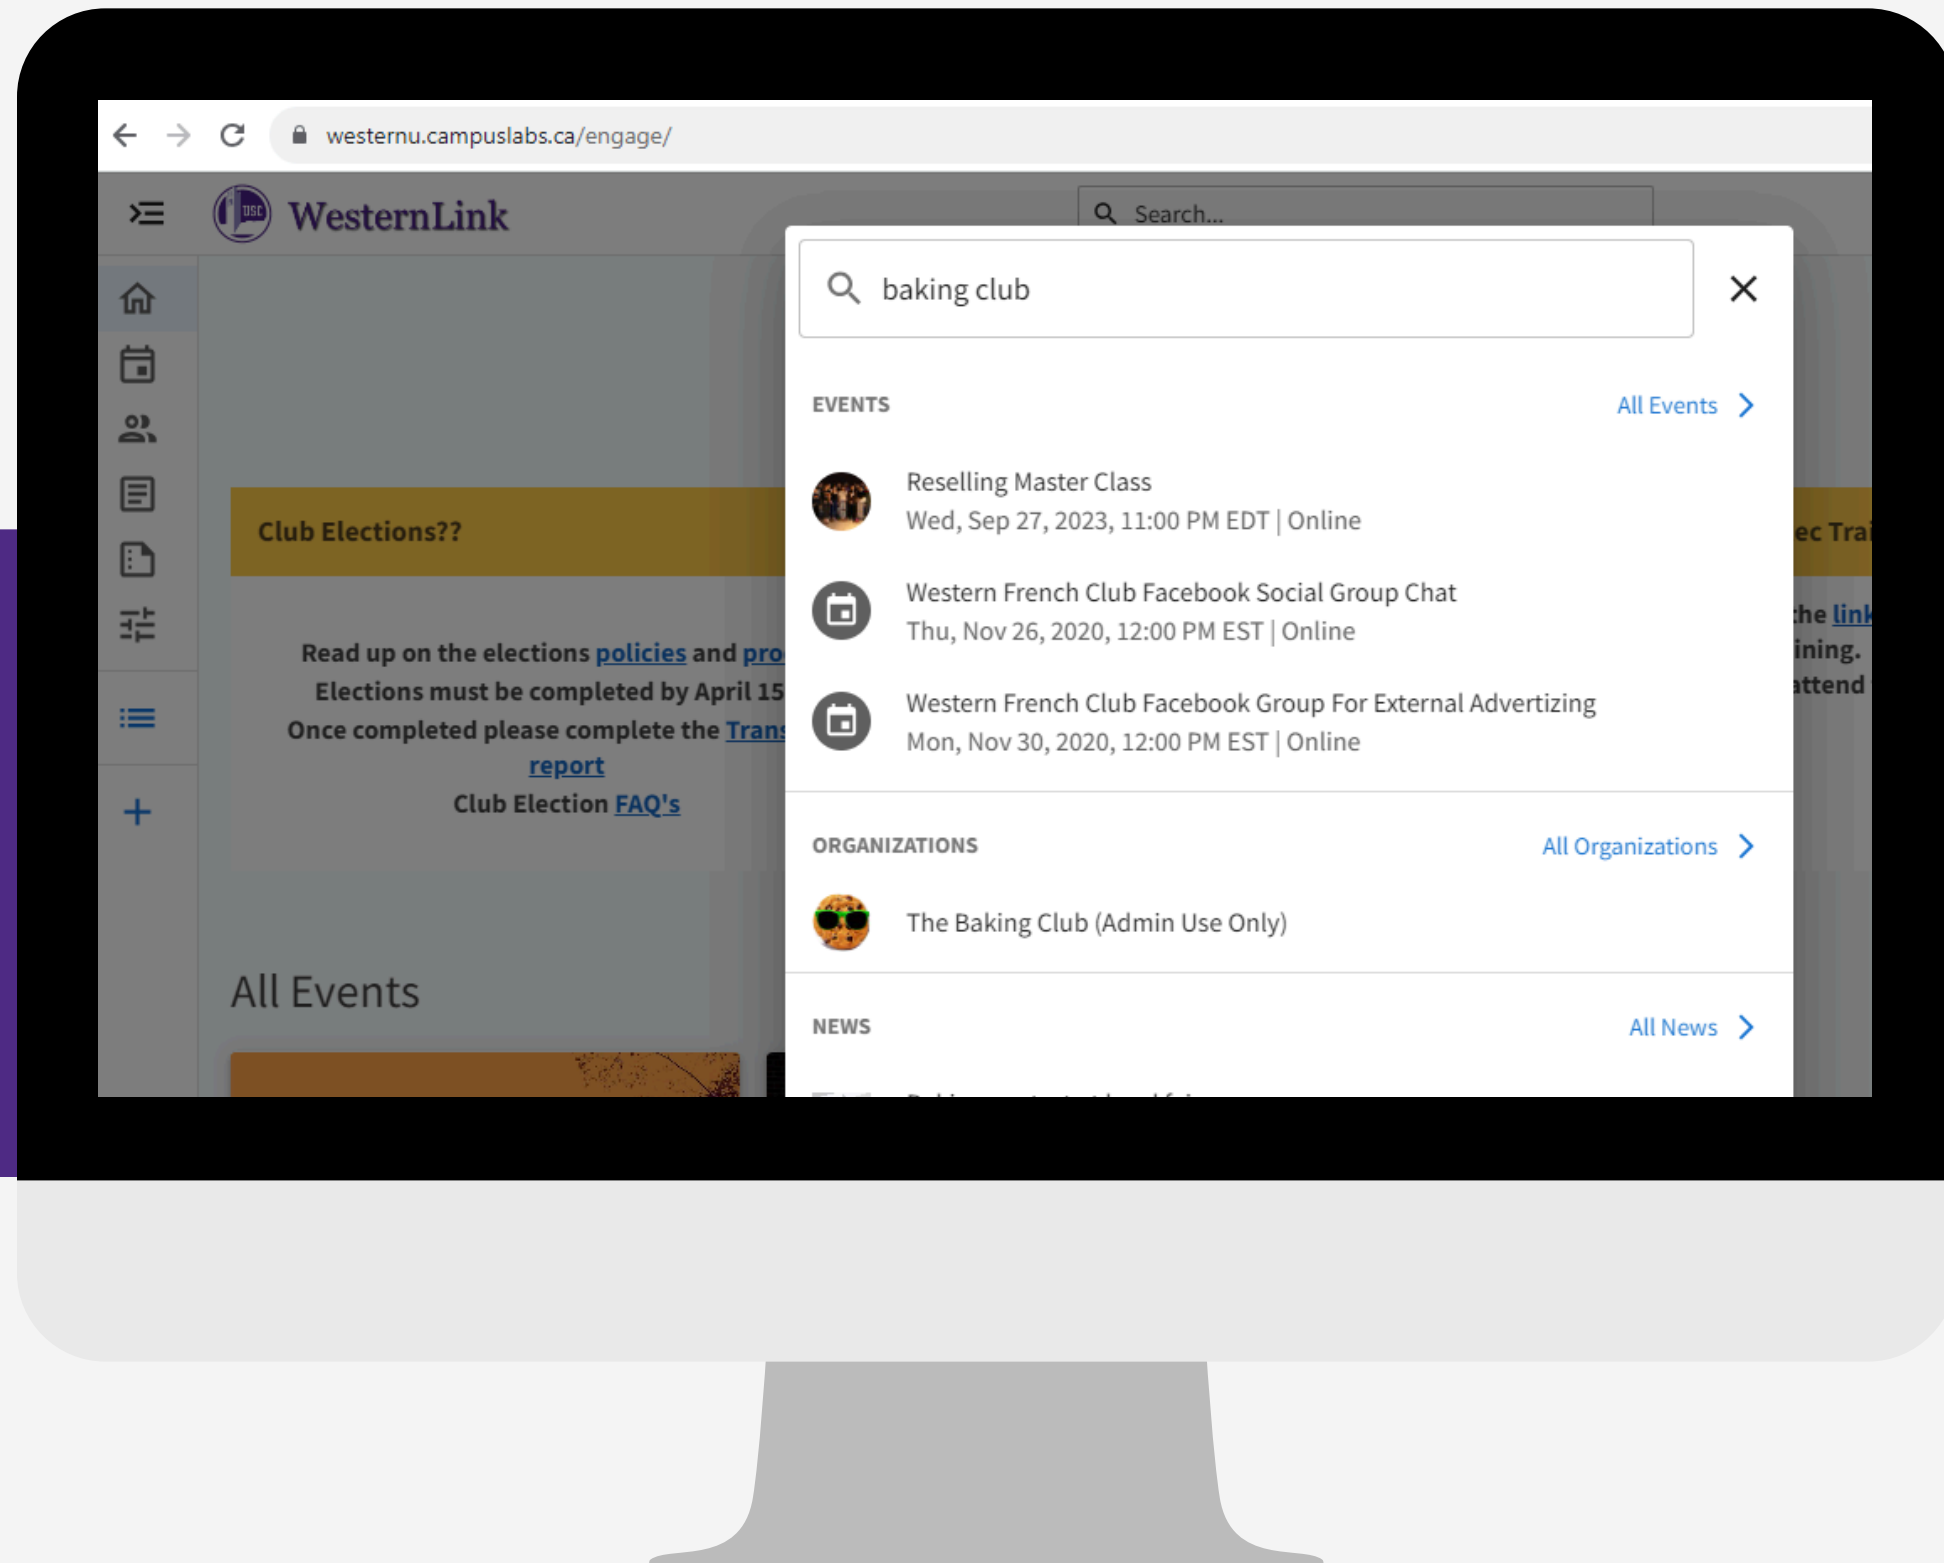 westernu.campuslabs.ca/engage/
USC
WesternLink
Search...
baking club
EVENTS
All Events
Reselling Master Class
Wed, Sep 27, 2023, 11:00 PM EDT | Online
Western French Club Facebook Social Group Chat
Thu, Nov 26, 2020, 12:00 PM EST | Online
Western French Club Facebook Group For External Advertizing
Mon, Nov 30, 2020, 12:00 PM EST | Online
ORGANIZATIONS
All Organizations
The Baking Club (Admin Use Only)
NEWS
All News
Club Elections??
Read up on the elections policies and
Elections must be completed by April 15
Once completed please complete the
report
Club Election FAQ's
All Events
the link
attend